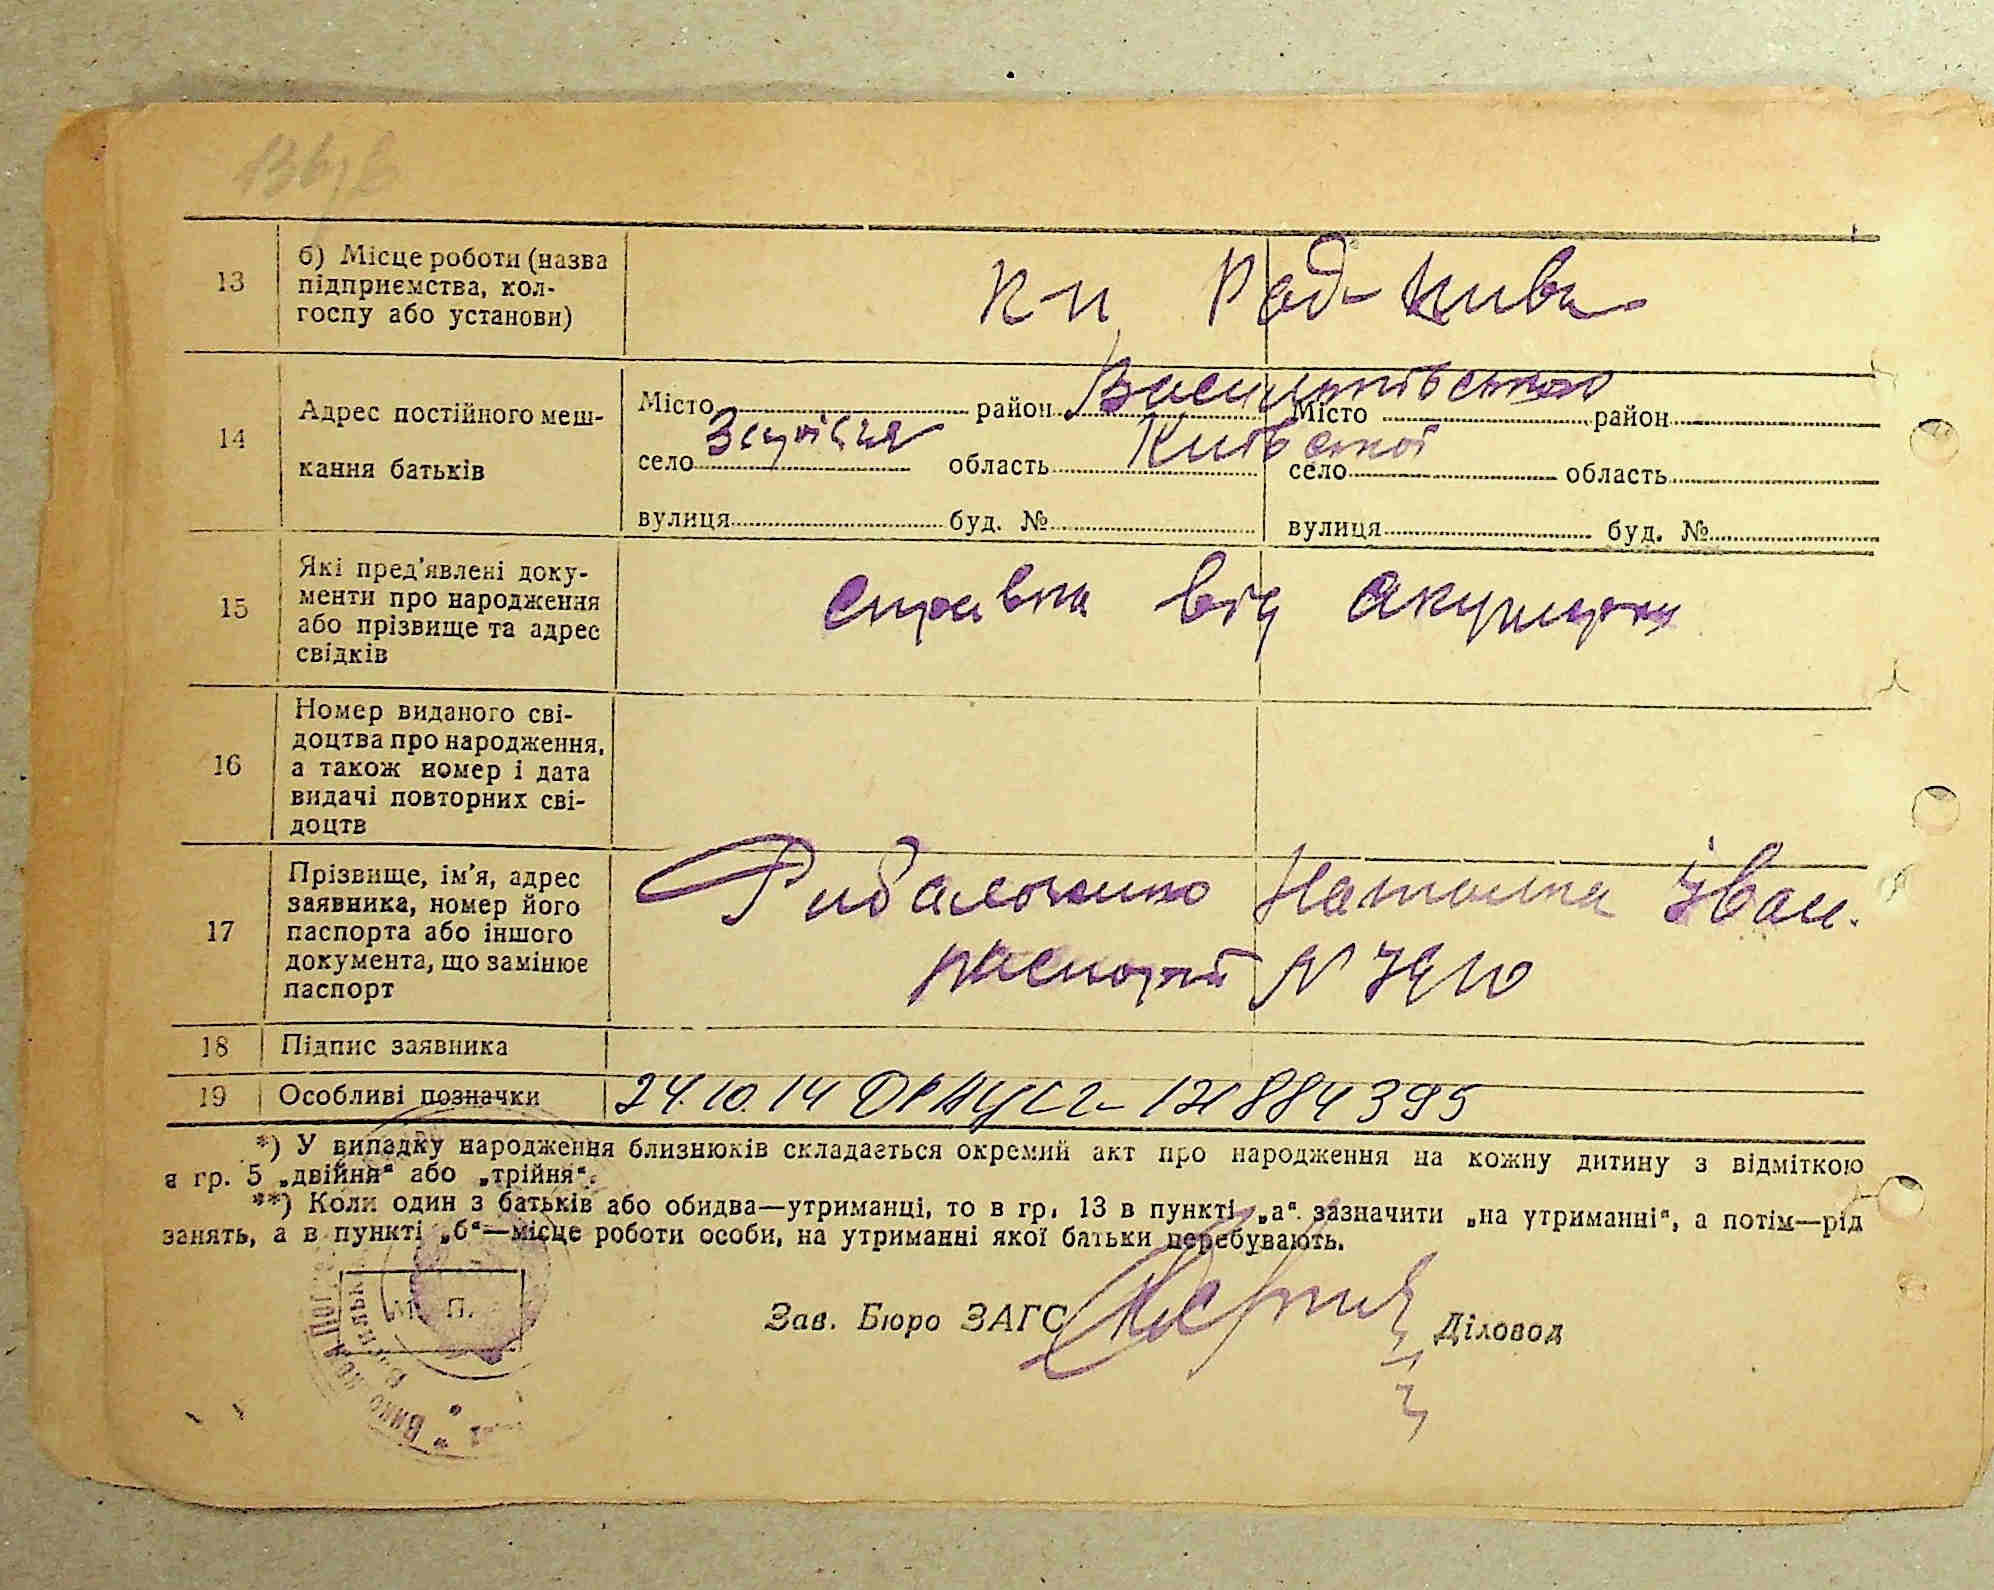 13
б) Місце роботи (назва
підприємства, кол-
госпу або установи)
к-п Рад-Нива
14
Адрес постійного меш-
кання батьків
Місто район Васильківського
село область Київської
вулиця буд. №
Місто район
село область
вулиця буд. №
15
Які пред'явлені доку-
менти про народження
або прізвище та адрес
свідків
справка від акушерки
16
Номер виданого сві-
доцтва про народження,
а також номер і дата
видачі повторних сві-
доцтв
17
Прізвище, ім'я, адрес
заявника, номер його
паспорта або іншого
документа, що замінює
паспорт
Рибалоченко Наталка Іван.
паспорт N
18 Підпис заявника
19 Особливі позначки
24.10.14 ДРАЦСГ- 121884395
*) У випадку народження близнюків складається окремий акт про народження на кожну дитину з відміткою
в гр. 5 „двійня“ або „трійня“.
**) Коли один з батьків або обидва—утриманці, то в гр. 13 в пункті „а“ зазначити „на утриманні“, а потім—рід
занять, а в пункті „б“—місце роботи особи, на утриманні якої батьки перебувають.
М. П.
Зав. Бюро ЗАГС Діловод